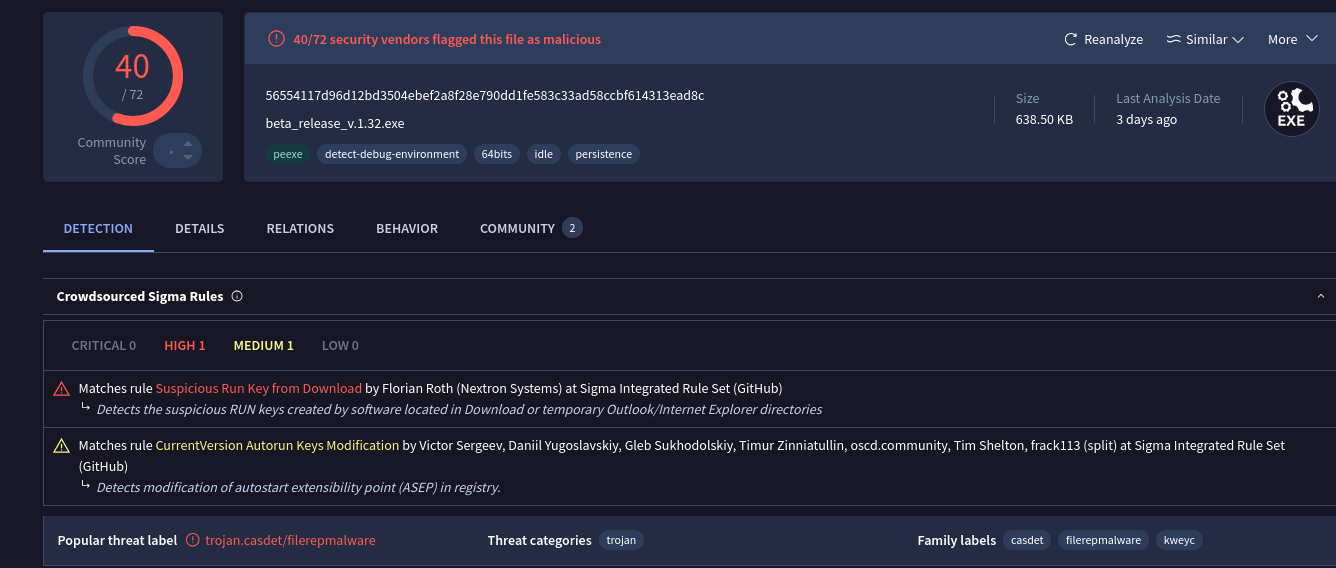 40
/ 72
Community
Score
40/72 security vendors flagged this file as malicious
Reanalyze
Similar
More
56554117d96d12bd3504ebef2a8f28e790dd1fe583c33ad58ccbf614313ead8c
beta_release_v.1.32.exe
peexe
detect-debug-environment
64bits
idle
persistence
Size
638.50 KB
Last Analysis Date
3 days ago
EXE
DETECTION
DETAILS
RELATIONS
BEHAVIOR
COMMUNITY 2
Crowdsourced Sigma Rules
CRITICAL 0
HIGH 1
MEDIUM 1
LOW 0
Matches rule Suspicious Run Key from Download by Florian Roth (Nextron Systems) at Sigma Integrated Rule Set (GitHub)
Detects the suspicious RUN keys created by software located in Download or temporary Outlook/Internet Explorer directories
Matches rule CurrentVersion Autorun Keys Modification by Victor Sergeev, Daniil Yugoslavskiy, Gleb Sukhodolskiy, Timur Zinniatullin, oscd.community, Tim Shelton, frack113 (split) at Sigma Integrated Rule Set
(GitHub)
Detects modification of autostart extensibility point (ASEP) in registry.
Popular threat label trojan.casdet/filerepmalware
Threat categories trojan
Family labels casdet filerepmalware kweyc